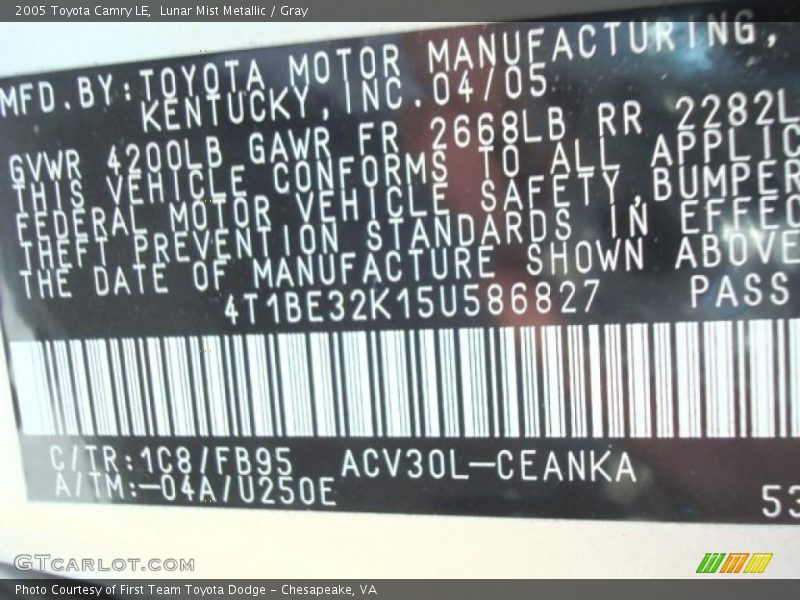 2005 Toyota Camry LE, Lunar Mist Metallic / Gray
MFD.BY:TOYOTA MOTOR MANUFACTURING,
KENTUCKY,INC.04/05
GVWR 4200LB GAWR FR 2668LB RR 2282L
THIS VEHICLE CONFORMS TO ALL APPLIC
FEDERAL MOTOR VEHICLE SAFETY,BUMPER
THEFT PREVENTION STANDARDS IN EFFEC
THE DATE OF MANUFACTURE SHOWN ABOVE
4T1BE32K15U586827 PASS
C/TR:1C8/FB95 ACV30L-CEANKA
A/TM:-04A/U250E
53
GTCARLOT.COM
Photo Courtesy of First Team Toyota Dodge - Chesapeake, VA